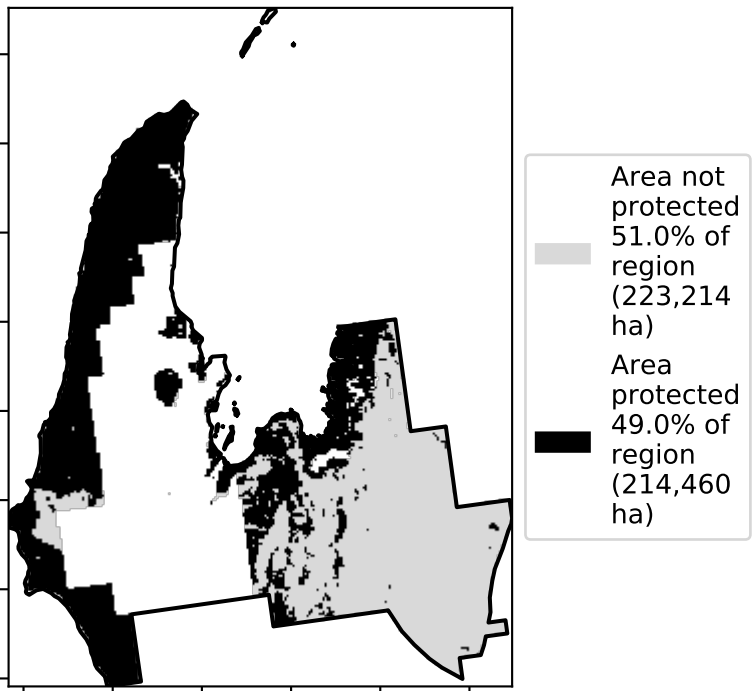 Area not
protected
51.0% of
region
(223,214
ha)
Area
protected
49.0% of
region
(214,460
ha)